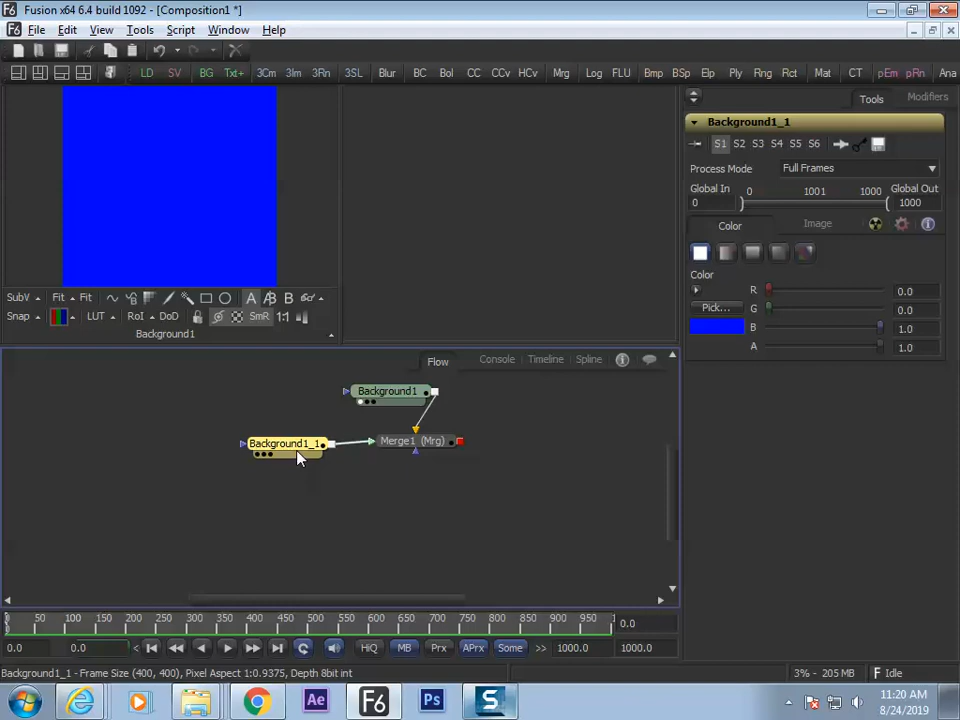 Fusion x64 6.4 build 1092 - [Composition1 *]
File Edit View Tools Script Window Help
LD SV BG Txt+ 3Cm 3Im 3Rn 3SL Blur BC Bol CC CCv HCv Mrg Log FLU Bmp BSp Elp Ply Rng Rct Mat CT pEm pRn Ana
Tools Modifiers
Background1_1
S1 S2 S3 S4 S5 S6
Process Mode Full Frames
Global In 0 1001 1000 Global Out
0 1000
Color Image
Color
R 0.0
Pick... G 0.0
B 1.0
A 1.0
SubV Fit Fit A B B
Snap LUT RoI DoD SmR 1:1
Background1
Flow Console Timeline Spline
Background1
Background1_1
Merge1 (Mrg)
0 50 100 150 200 250 300 350 400 450 500 550 600 650 700 750 800 850 900 950 1 0.0
0.0 0.0 HiQ MB Prx APrx Some >> 1000.0 1000.0
Background1_1 - Frame Size (400, 400), Pixel Aspect 1:0.9375, Depth 8bit int 3% - 205 MB Idle
Ae F6 Ps S
11:20 AM
8/24/2019